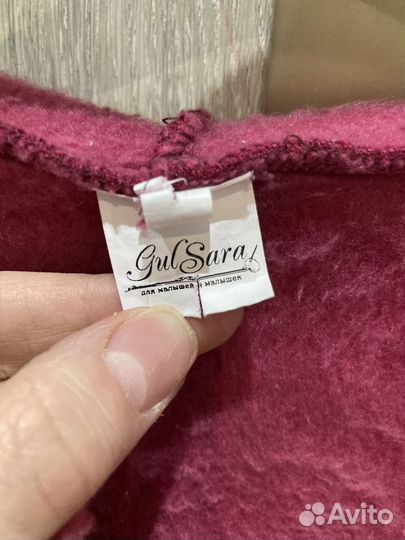 GulSara
для малышей и малышек
Avito